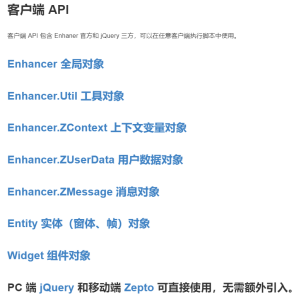 客户端 API
客户端 API 包含 Enhaner 官方和 jQuery 三方，可以在任意客户端执行脚本中使用。
Enhancer 全局对象
Enhancer.Util 工具对象
Enhancer.ZContext 上下文变量对象
Enhancer.ZUserData 用户数据对象
Enhancer.ZMessage 消息对象
Entity 实体（窗体、帧）对象
Widget 组件对象
PC 端 jQuery 和移动端 Zepto 可直接使用，无需额外引入。